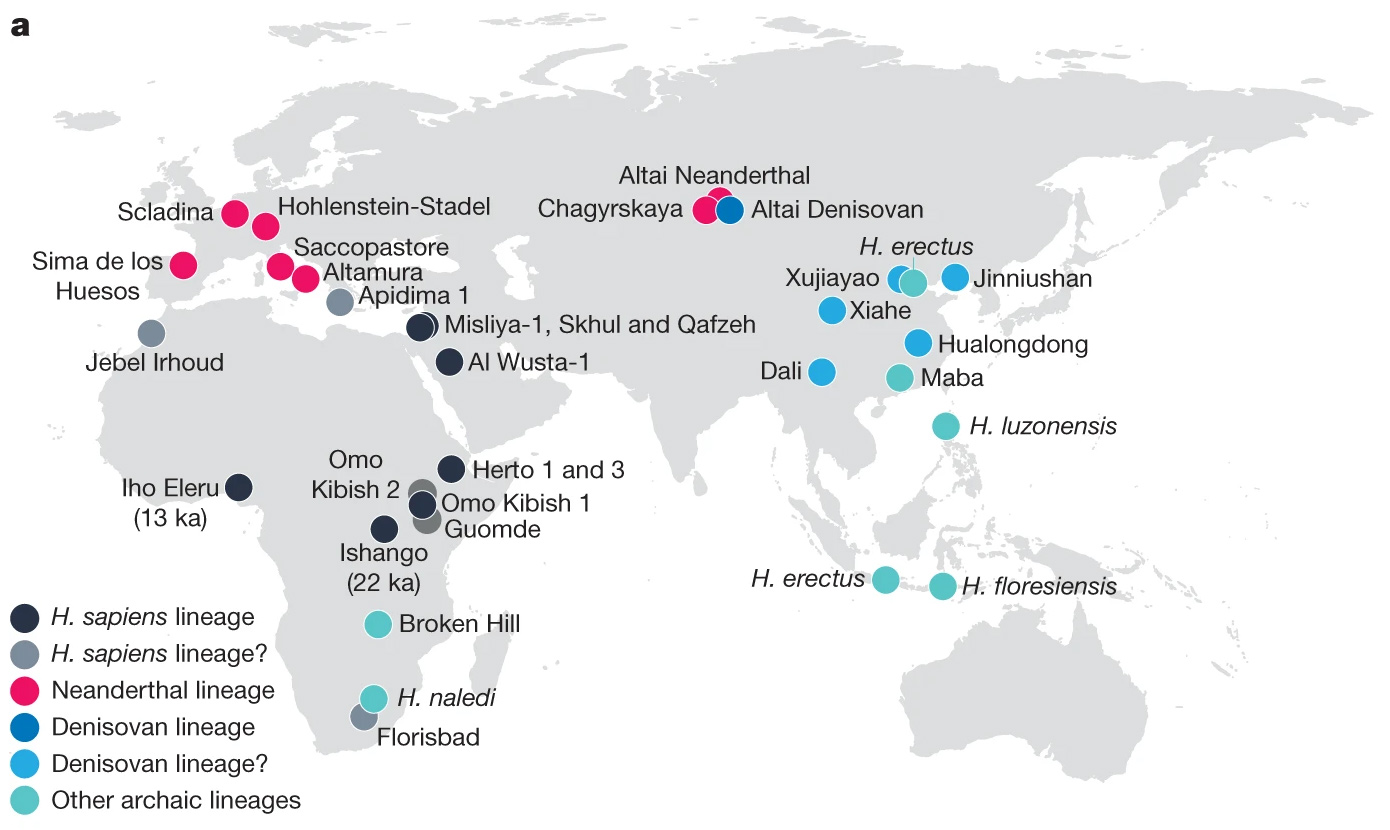 a
Altai Neanderthal
Chagyrskaya
Altai Denisovan
Scladina
Hohlenstein-Stadel
H. erectus
Saccopastore
Sima de los
Huesos
Altamura
Xujiayao
Jinniushan
Apidima 1
Xiahe
Misliya-1, Skhul and Qafzeh
Hualongdong
Jebel Irhoud
Al Wusta-1
Dali
Maba
H. luzonensis
Omo
Kibish 2
Herto 1 and 3
Iho Eleru
(13 ka)
Omo Kibish 1
Guomde
Ishango
(22 ka)
H. erectus
H. floresiensis
Broken Hill
H. naledi
Florisbad
H. sapiens lineage
H. sapiens lineage?
Neanderthal lineage
Denisovan lineage
Denisovan lineage?
Other archaic lineages